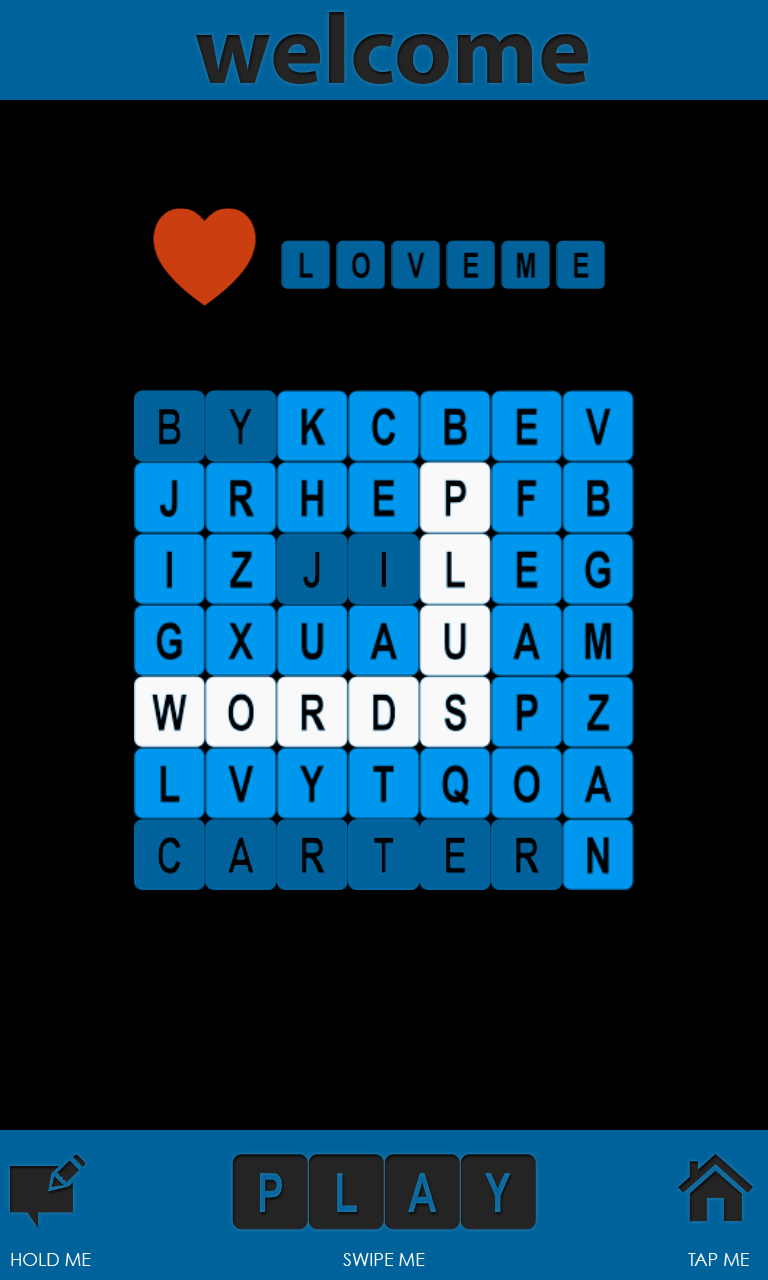 welcome
L O V E M E
B Y K C B E V
J R H E P F B
I Z J I L E G
G X U A U A M
W O R D S P Z
L V Y T Q O A
C A R T E R N
P L A Y
HOLD ME SWIPE ME TAP ME